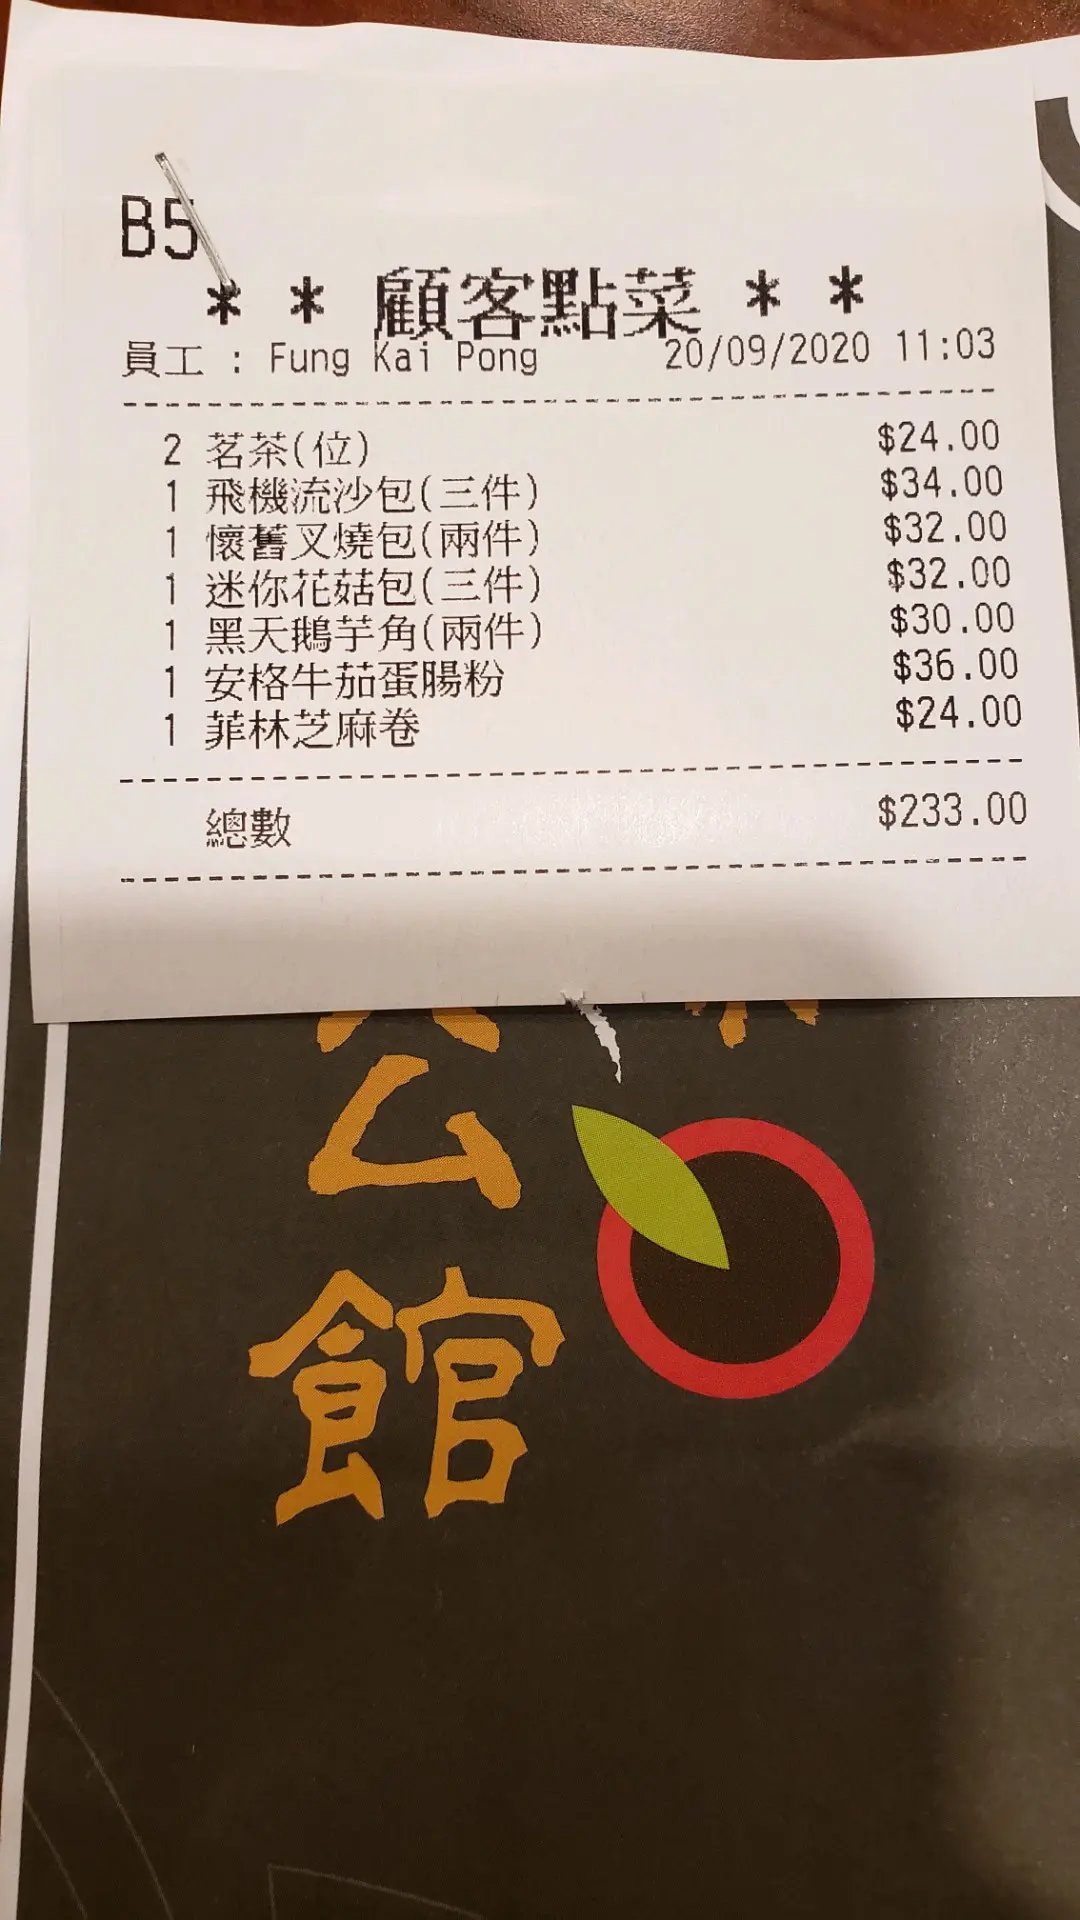 B5
* * 顧客點菜 * *
員工 : Fung Kai Pong 20/09/2020 11:03
2 茗茶(位) $24.00
1 飛機流沙包(三件) $34.00
1 懷舊叉燒包(兩件) $32.00
1 迷你花菇包(三件) $32.00
1 黑天鵝芋角(兩件) $30.00
1 安格牛茄蛋腸粉 $36.00
1 菲林芝麻卷 $24.00
總數 $233.00
公
館